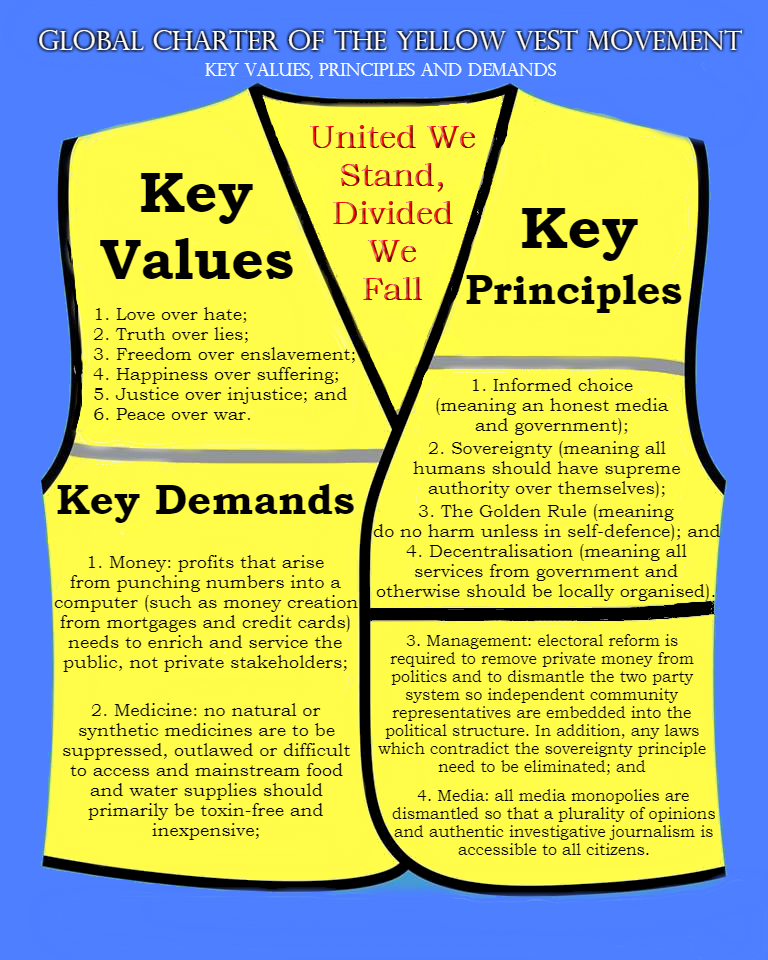 GLOBAL CHARTER OF THE YELLOW VEST MOVEMENT
KEY VALUES, PRINCIPLES AND DEMANDS
United We
Stand,
Divided
We
Fall
Key
Values
1. Love over hate;
2. Truth over lies;
3. Freedom over enslavement;
4. Happiness over suffering;
5. Justice over injustice; and
6. Peace over war.
Key
Principles
1. Informed choice
(meaning an honest media
and government);
2. Sovereignty (meaning all
humans should have supreme
authority over themselves);
3. The Golden Rule (meaning
do no harm unless in self-defence); and
4. Decentralisation (meaning all
services from government and
otherwise should be locally organised).
Key Demands
1. Money: profits that arise
from punching numbers into a
computer (such as money creation
from mortgages and credit cards)
needs to enrich and service the
public, not private stakeholders;
2. Medicine: no natural or
synthetic medicines are to be
suppressed, outlawed or difficult
to access and mainstream food
and water supplies should
primarily be toxin-free and
inexpensive;
3. Management: electoral reform is
required to remove private money from
politics and to dismantle the two party
system so independent community
representatives are embedded into the
political structure. In addition, any laws
which contradict the sovereignty principle
need to be eliminated; and
4. Media: all media monopolies are
dismantled so that a plurality of opinions
and authentic investigative journalism is
accessible to all citizens.